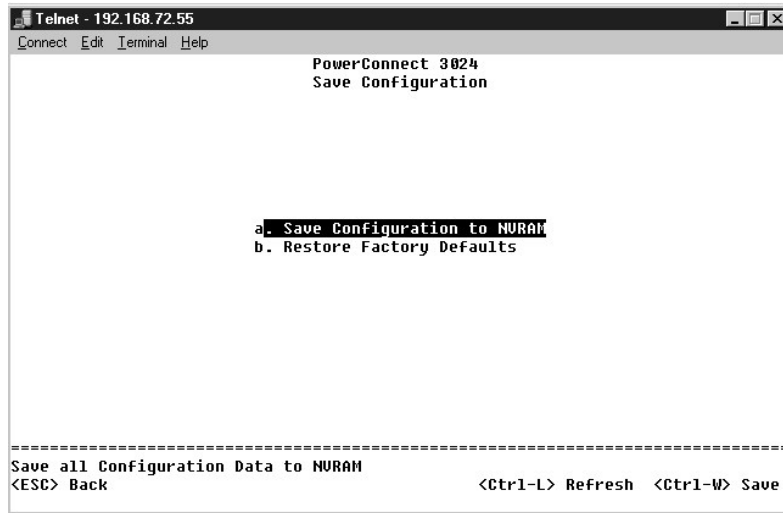 Telnet - 192.168.72.55
Connect Edit Terminal Help
PowerConnect 3024
Save Configuration
a. Save Configuration to NVRAM
b. Restore Factory Defaults
================================================================================
Save all Configuration Data to NVRAM
<ESC> Back <Ctrl-L> Refresh <Ctrl-W> Save